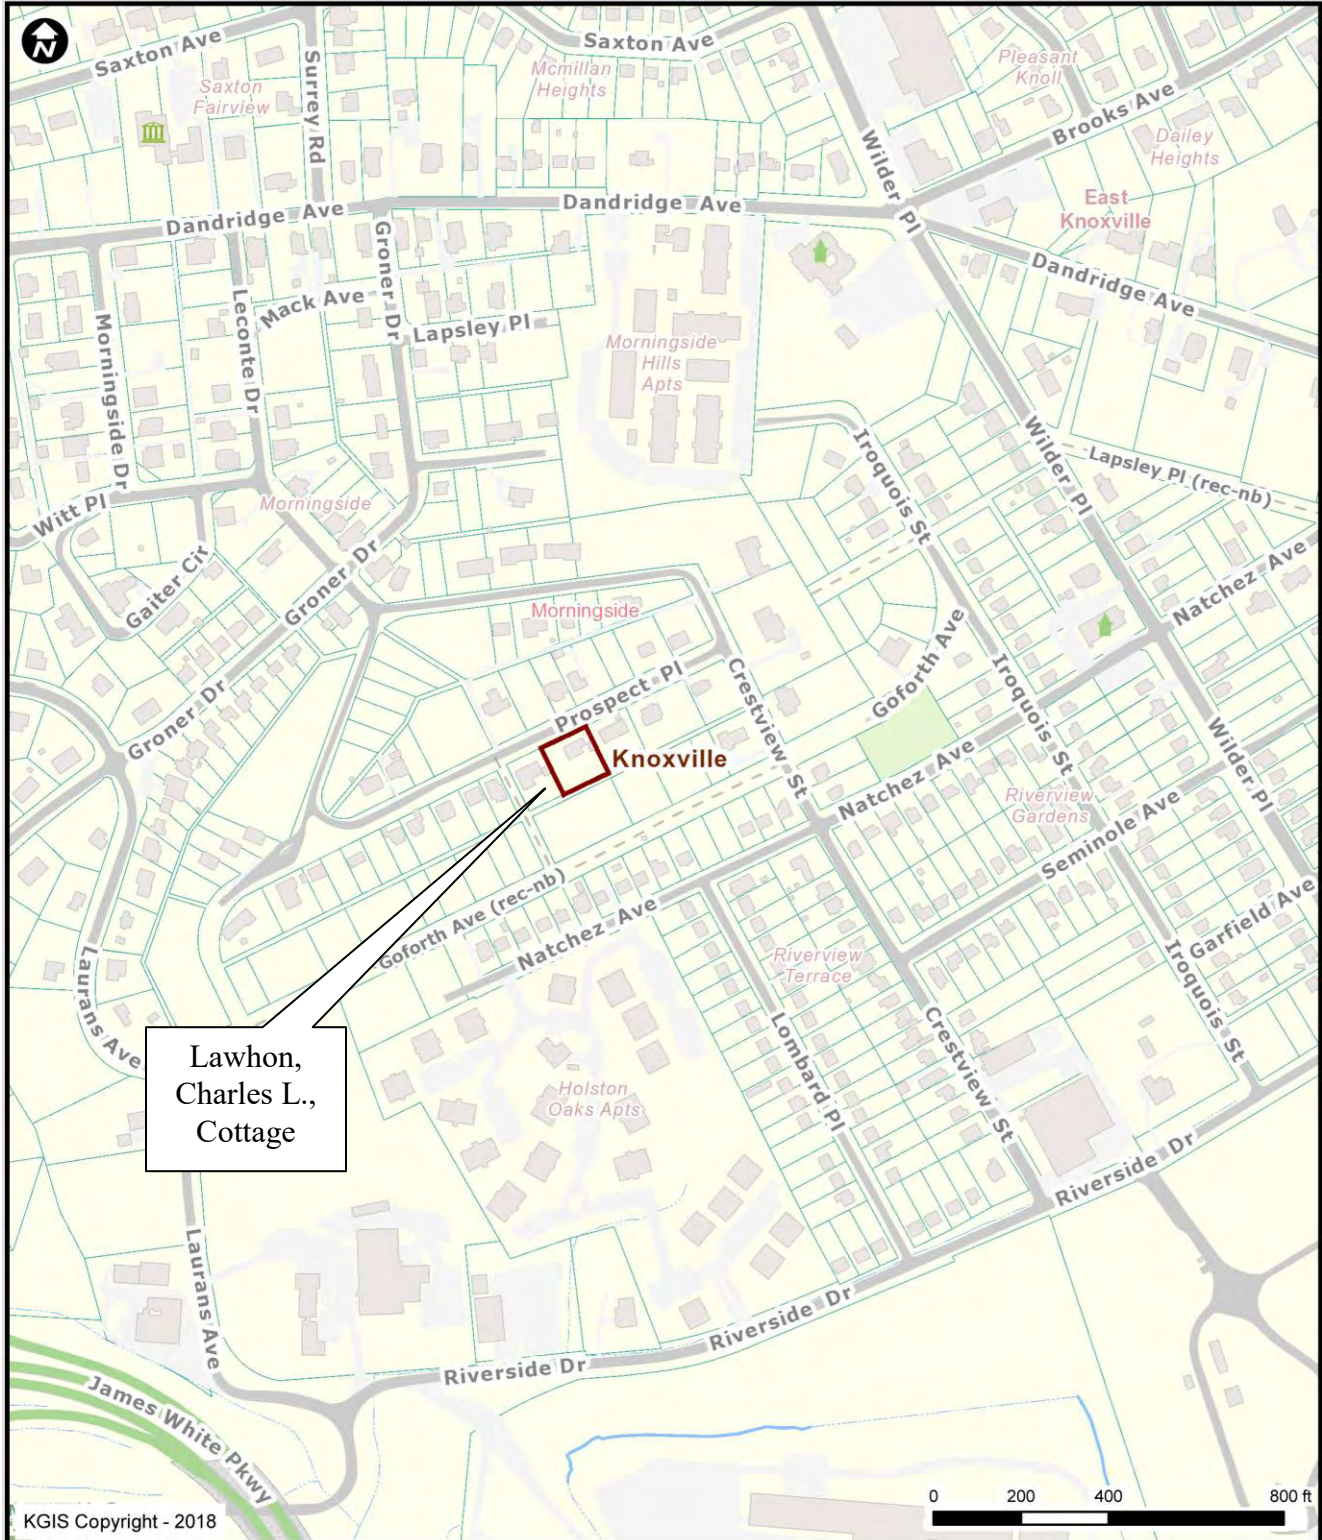 N
Saxton Ave
Saxton Ave
Surrey Rd
Saxton
Fairview
Mcmillan
Heights
Pleasant
Knoll
Wilder Pl
Brooks Ave
Dailey
Heights
East
Knoxville
Dandridge Ave
Dandridge Ave
Dandridge Ave
Groner Dr
Leconte Dr
Mack Ave
Lapsley Pl
Morningside Dr
Morningside
Hills
Apts
Iroquois St
Wilder Pl
Lapsley Pl (rec-nb)
Witt Pl
Morningside
Gaiter Cir
Groner Dr
Natchez Ave
Morningside
Goforth Ave
Prospect Pl
Crestview St
Iroquois St
Groner Dr
Knoxville
Wilder Pl
Natchez Ave
Riverview
Gardens
Seminole Ave
Goforth Ave (rec-nb)
Natchez Ave
Garfield Ave
Laurans Ave
Riverview
Terrace
Iroquois St
Lombard Pl
Crestview St
Lawhon,
Charles L.,
Cottage
Holston
Oaks Apts
Riverside Dr
Laurans Ave
Riverside Dr
Riverside Dr
James White Pkwy
0 200 400 800 ft
KGIS Copyright - 2018